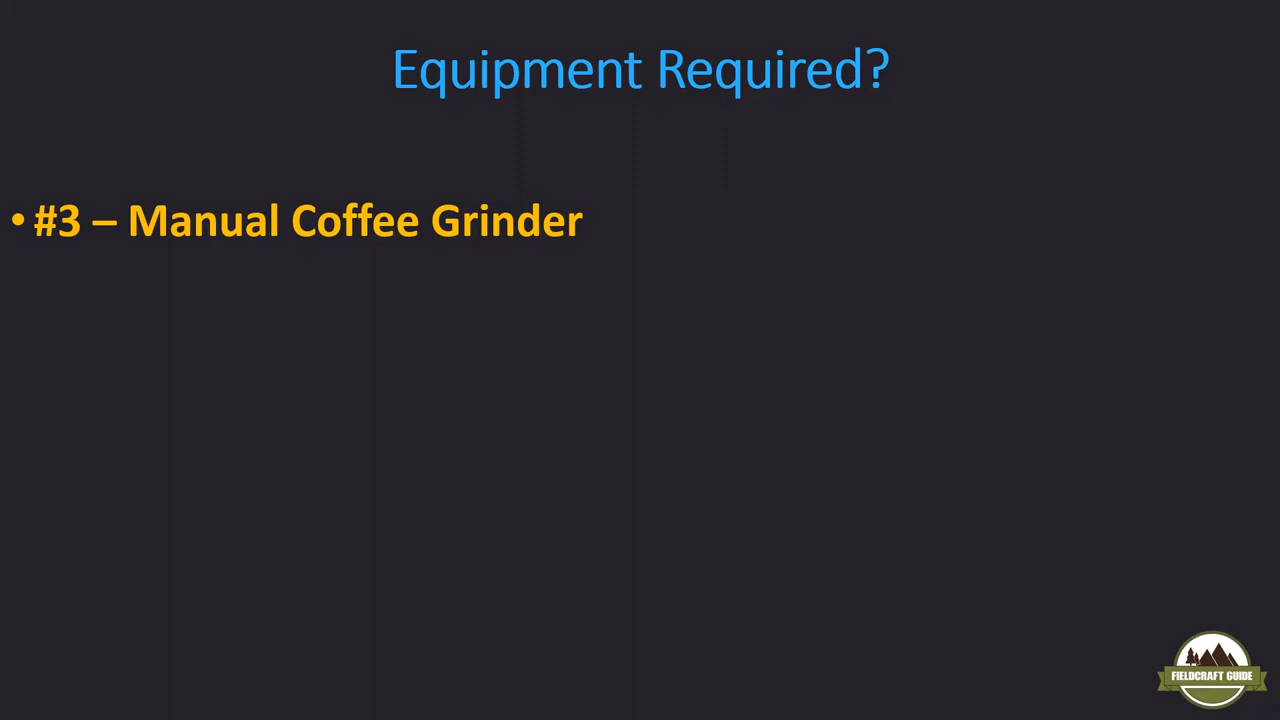 Equipment Required?
• #3 – Manual Coffee Grinder
FIELDCRAFT GUIDE